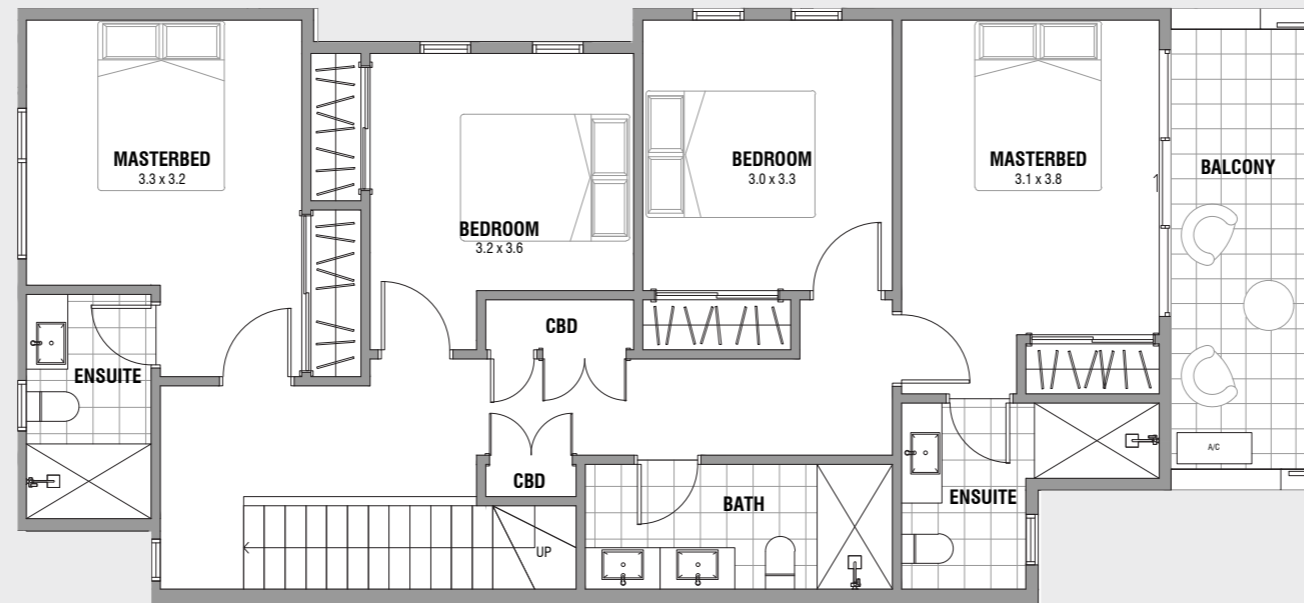 MASTERBED
3.3 x 3.2
BEDROOM
3.2 x 3.6
BEDROOM
3.0 x 3.3
MASTERBED
3.1 x 3.8
BALCONY
CBD
ENSUITE
A/C
CBD
BATH
ENSUITE
UP